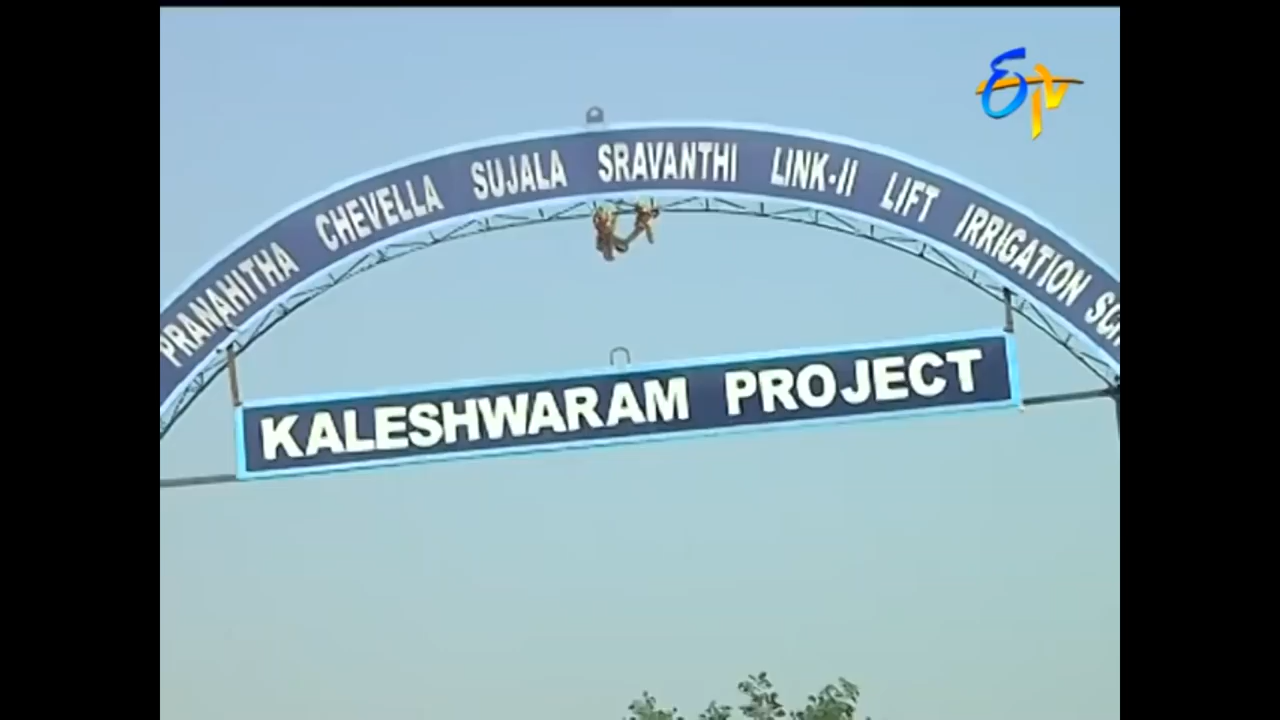 ETV
PRANAHITHA CHEVELLA SUJALA SRAVANTHI LINK-II LIFT IRRIGATION
KALESHWARAM PROJECT